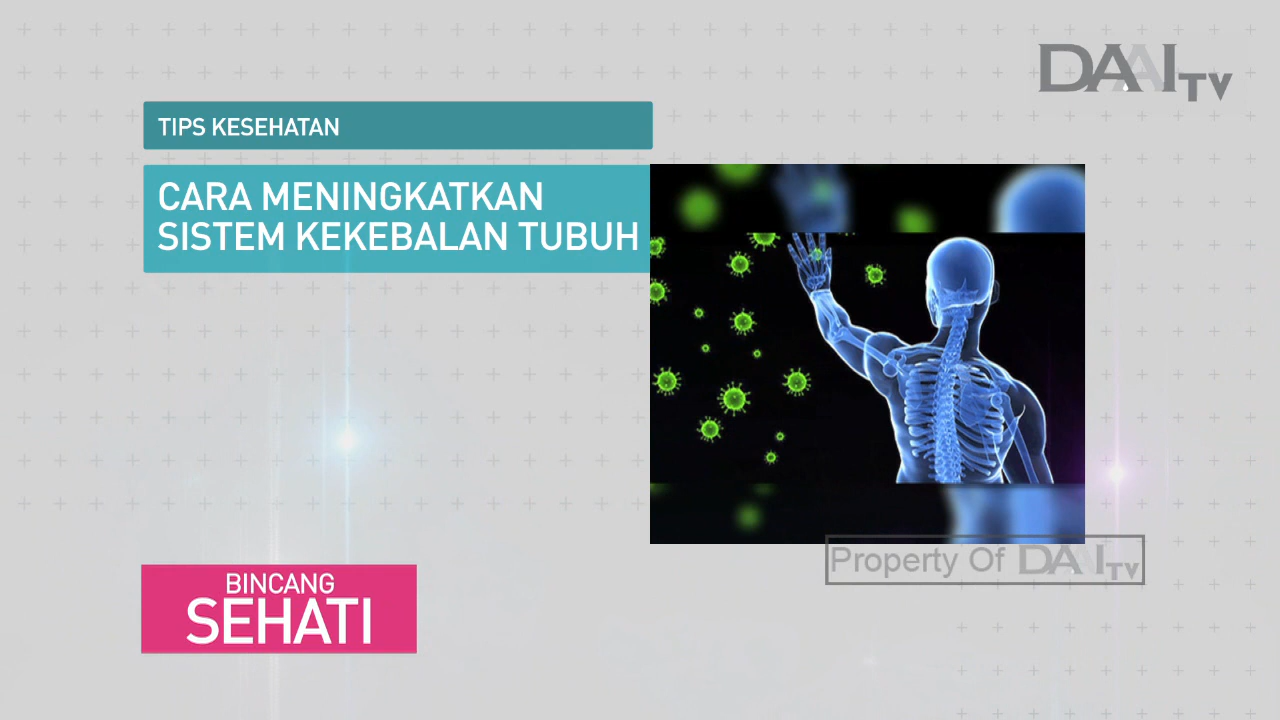 DAAI TV
TIPS KESEHATAN
CARA MENINGKATKAN
SISTEM KEKEBALAN TUBUH
Property Of DAAI TV
BINCANG
SEHATI